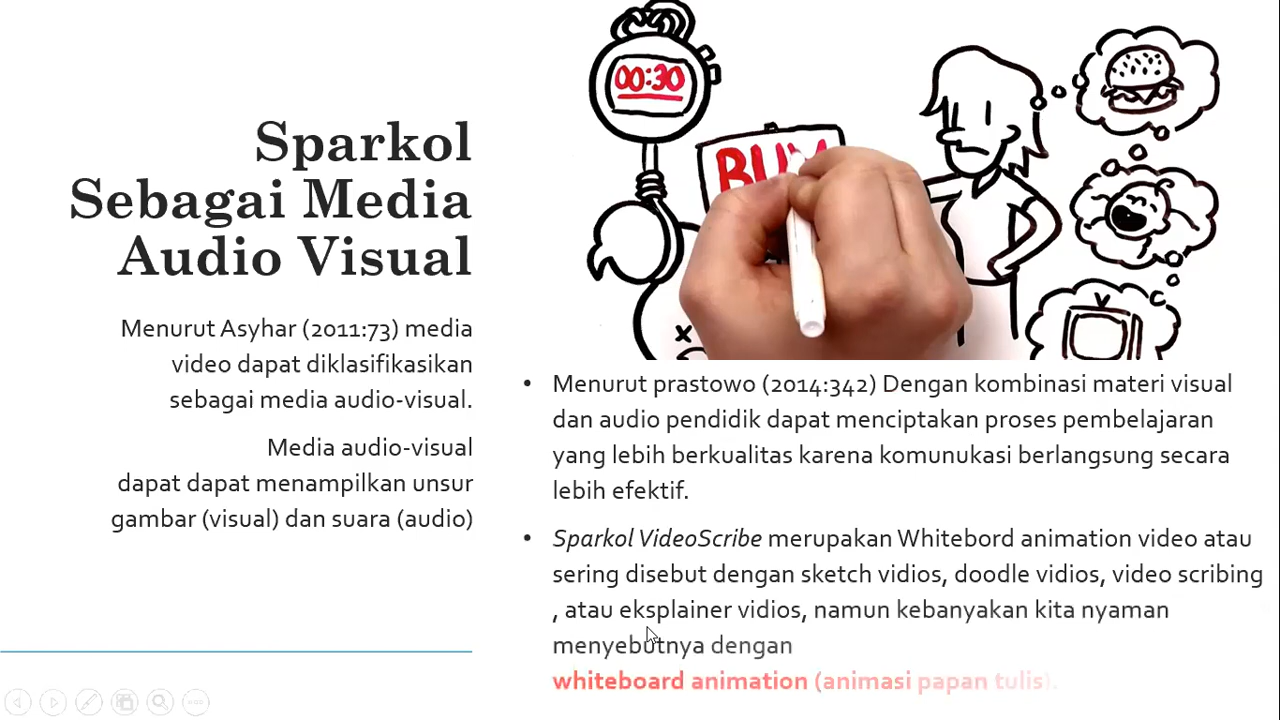 Sparkol
Sebagai Media
Audio Visual
Menurut Asyhar (2011:73) media
video dapat diklasifikasikan
sebagai media audio-visual.
Media audio-visual
dapat dapat menampilkan unsur
gambar (visual) dan suara (audio)
00:30
• Menurut prastowo (2014:342) Dengan kombinasi materi visual
dan audio pendidik dapat menciptakan proses pembelajaran
yang lebih berkualitas karena komunukasi berlangsung secara
lebih efektif.
• Sparkol VideoScribe merupakan Whitebord animation video atau
sering disebut dengan sketch vidios, doodle vidios, video scribing
, atau eksplainer vidios, namun kebanyakan kita nyaman
menyebutnya dengan
whiteboard animation (animasi papan tulis).